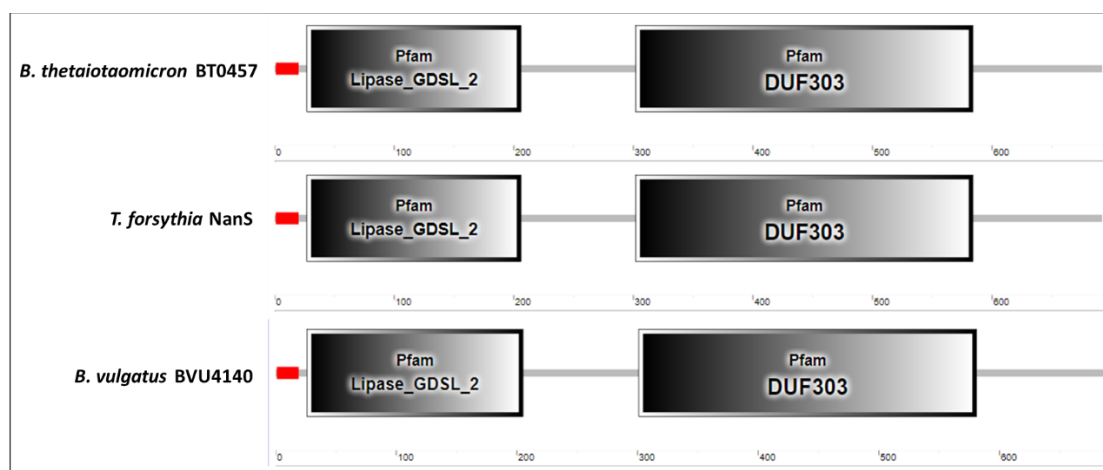 Pfam Pfam
B. thetaiotaomicron BT0457 Lipase_GDSL_2 DUF303
0 100 200 300 400 500 600
Pfam Pfam
T. forsythia NanS Lipase_GDSL_2 DUF303
0 100 200 300 400 500 600
Pfam Pfam
B. vulgatus BVU4140 Lipase_GDSL_2 DUF303
0 100 200 300 400 500 600